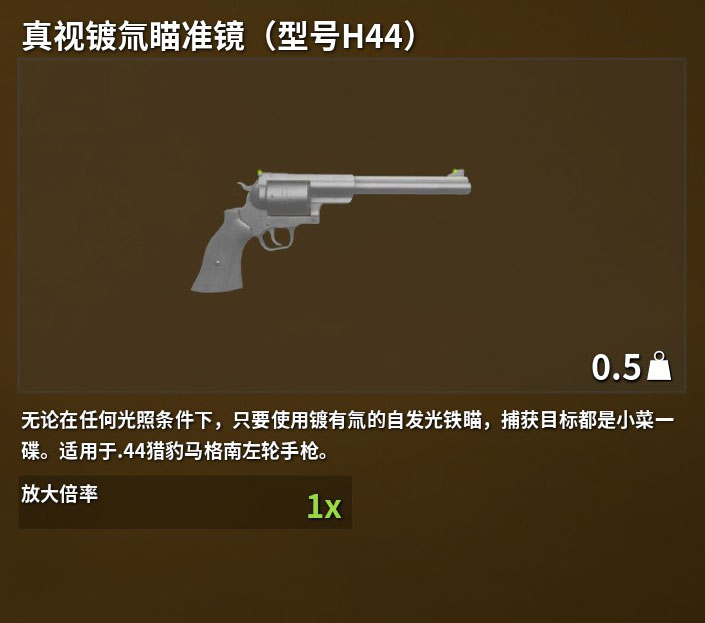 真视镀氚瞄准镜（型号H44）
0.5
无论在任何光照条件下，只要使用镀有氚的自发光铁瞄，捕获目标都是小菜一
碟。适用于.44猎豹马格南左轮手枪。
放大倍率
1x